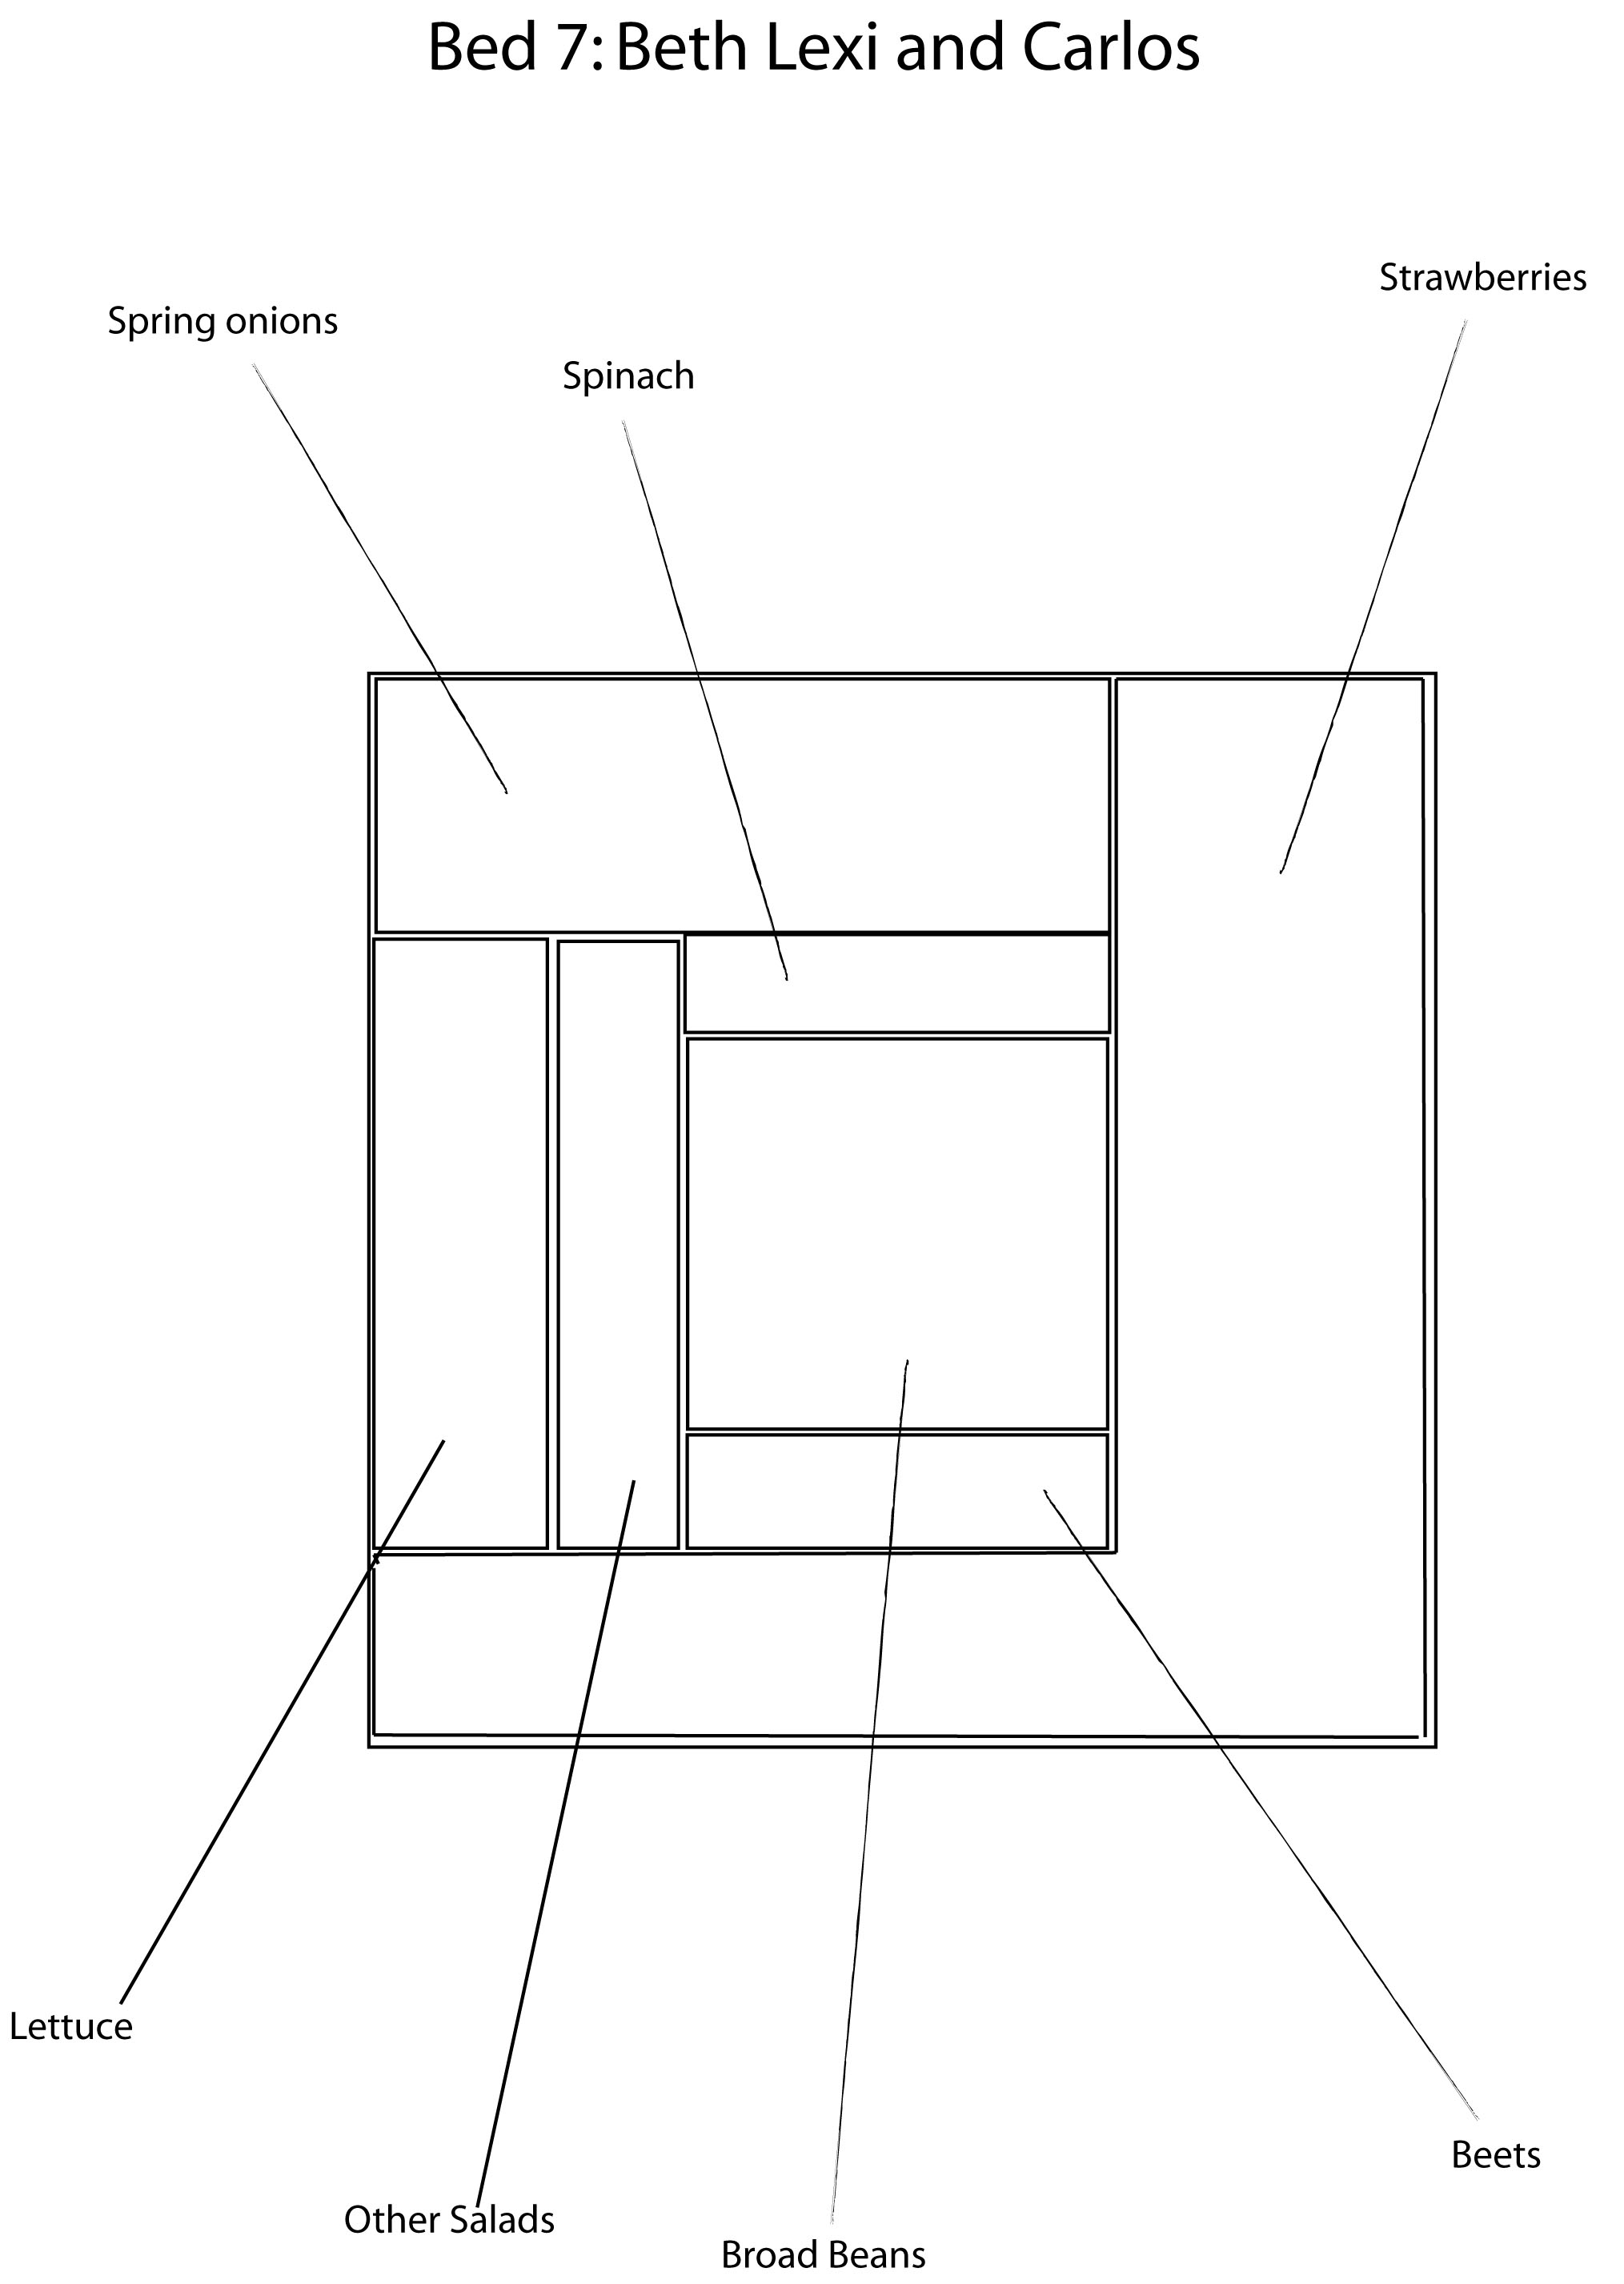 Bed 7: Beth Lexi and Carlos
Strawberries
Spring onions
Spinach
Lettuce
Beets
Other Salads
Broad Beans